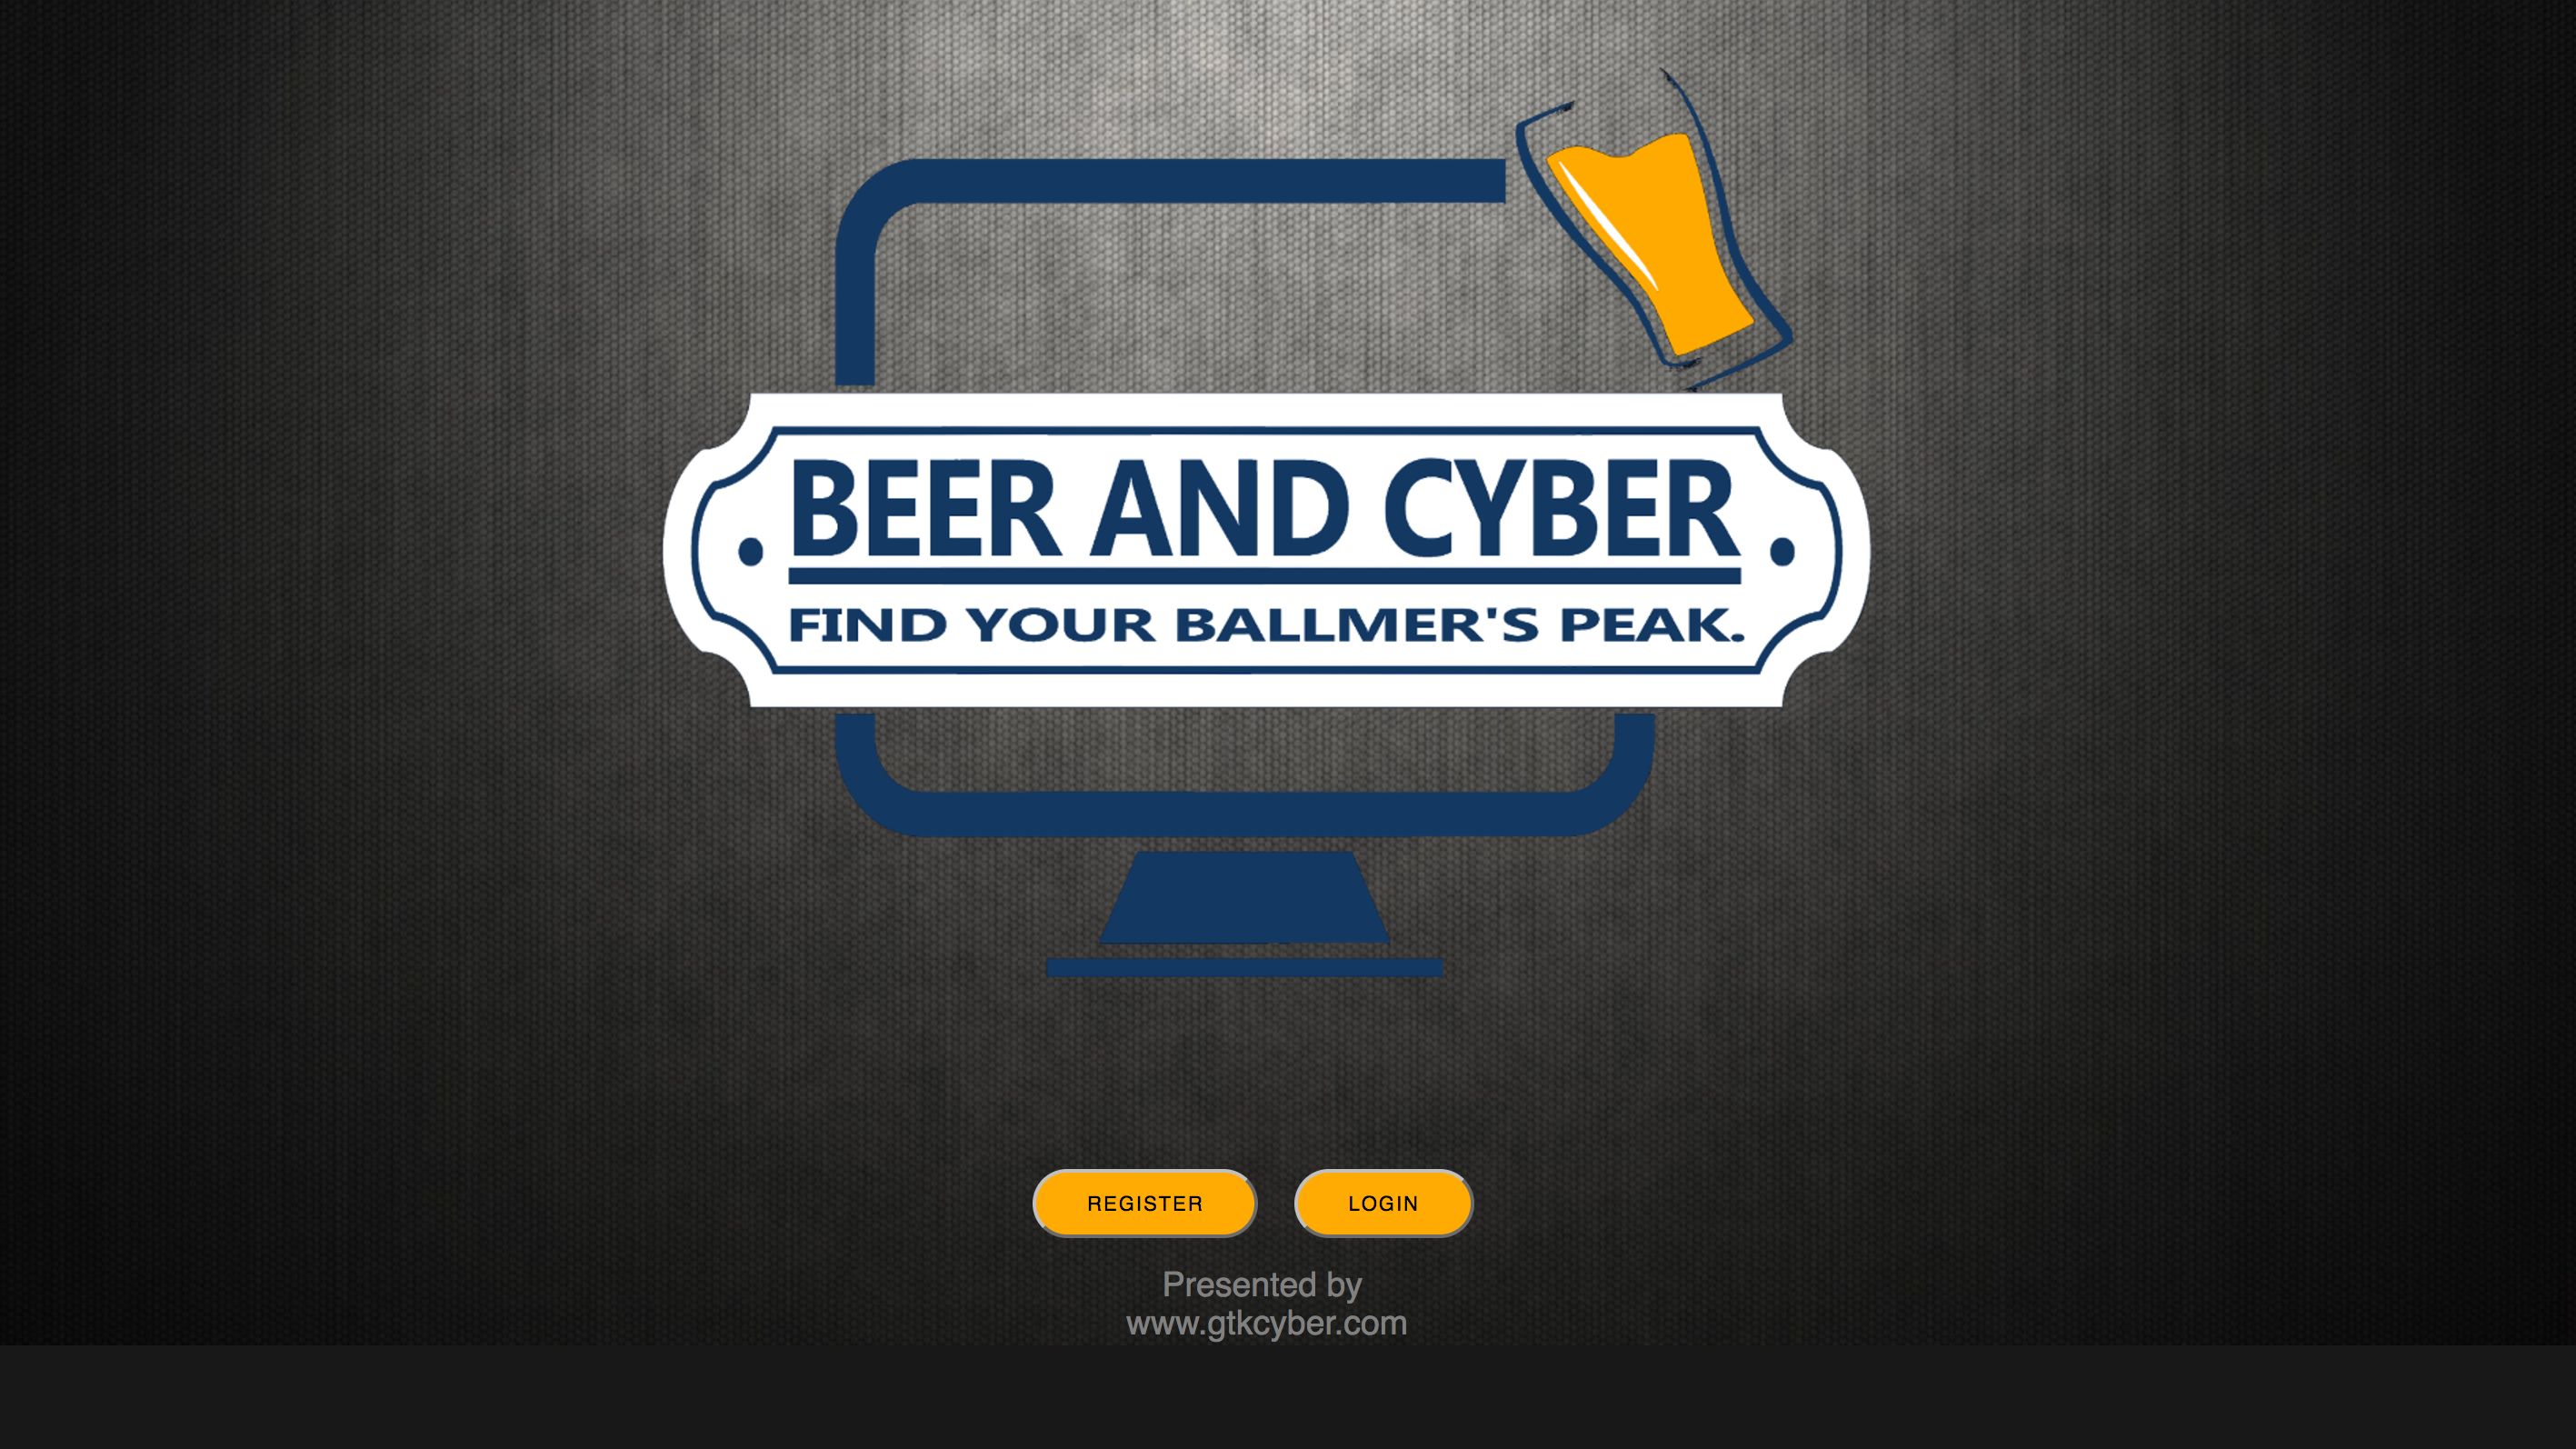 BEER AND CYBER
FIND YOUR BALLMER'S PEAK.
REGISTER LOGIN
Presented by
www.gtkcyber.com